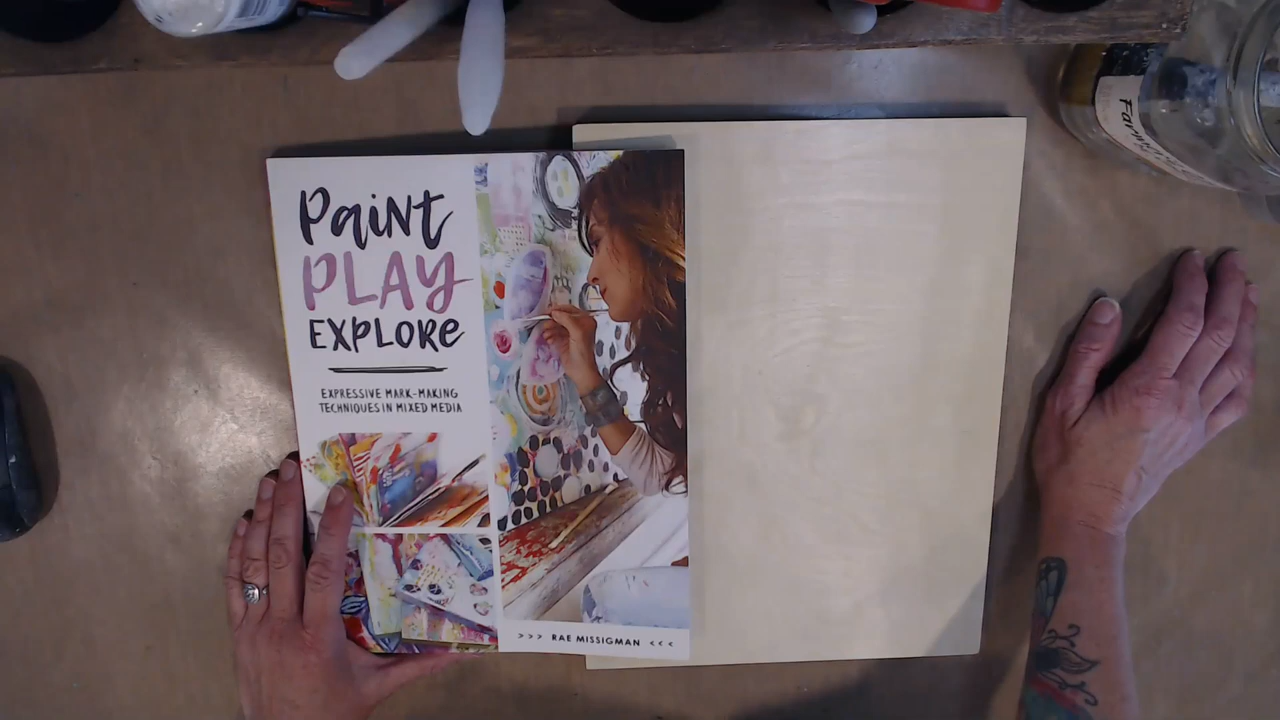 Paint
PLAY
EXPLORE
EXPRESSIVE MARK-MAKING
TECHNIQUES IN MIXED MEDIA
>>> RAE MISSIGMAN <<<